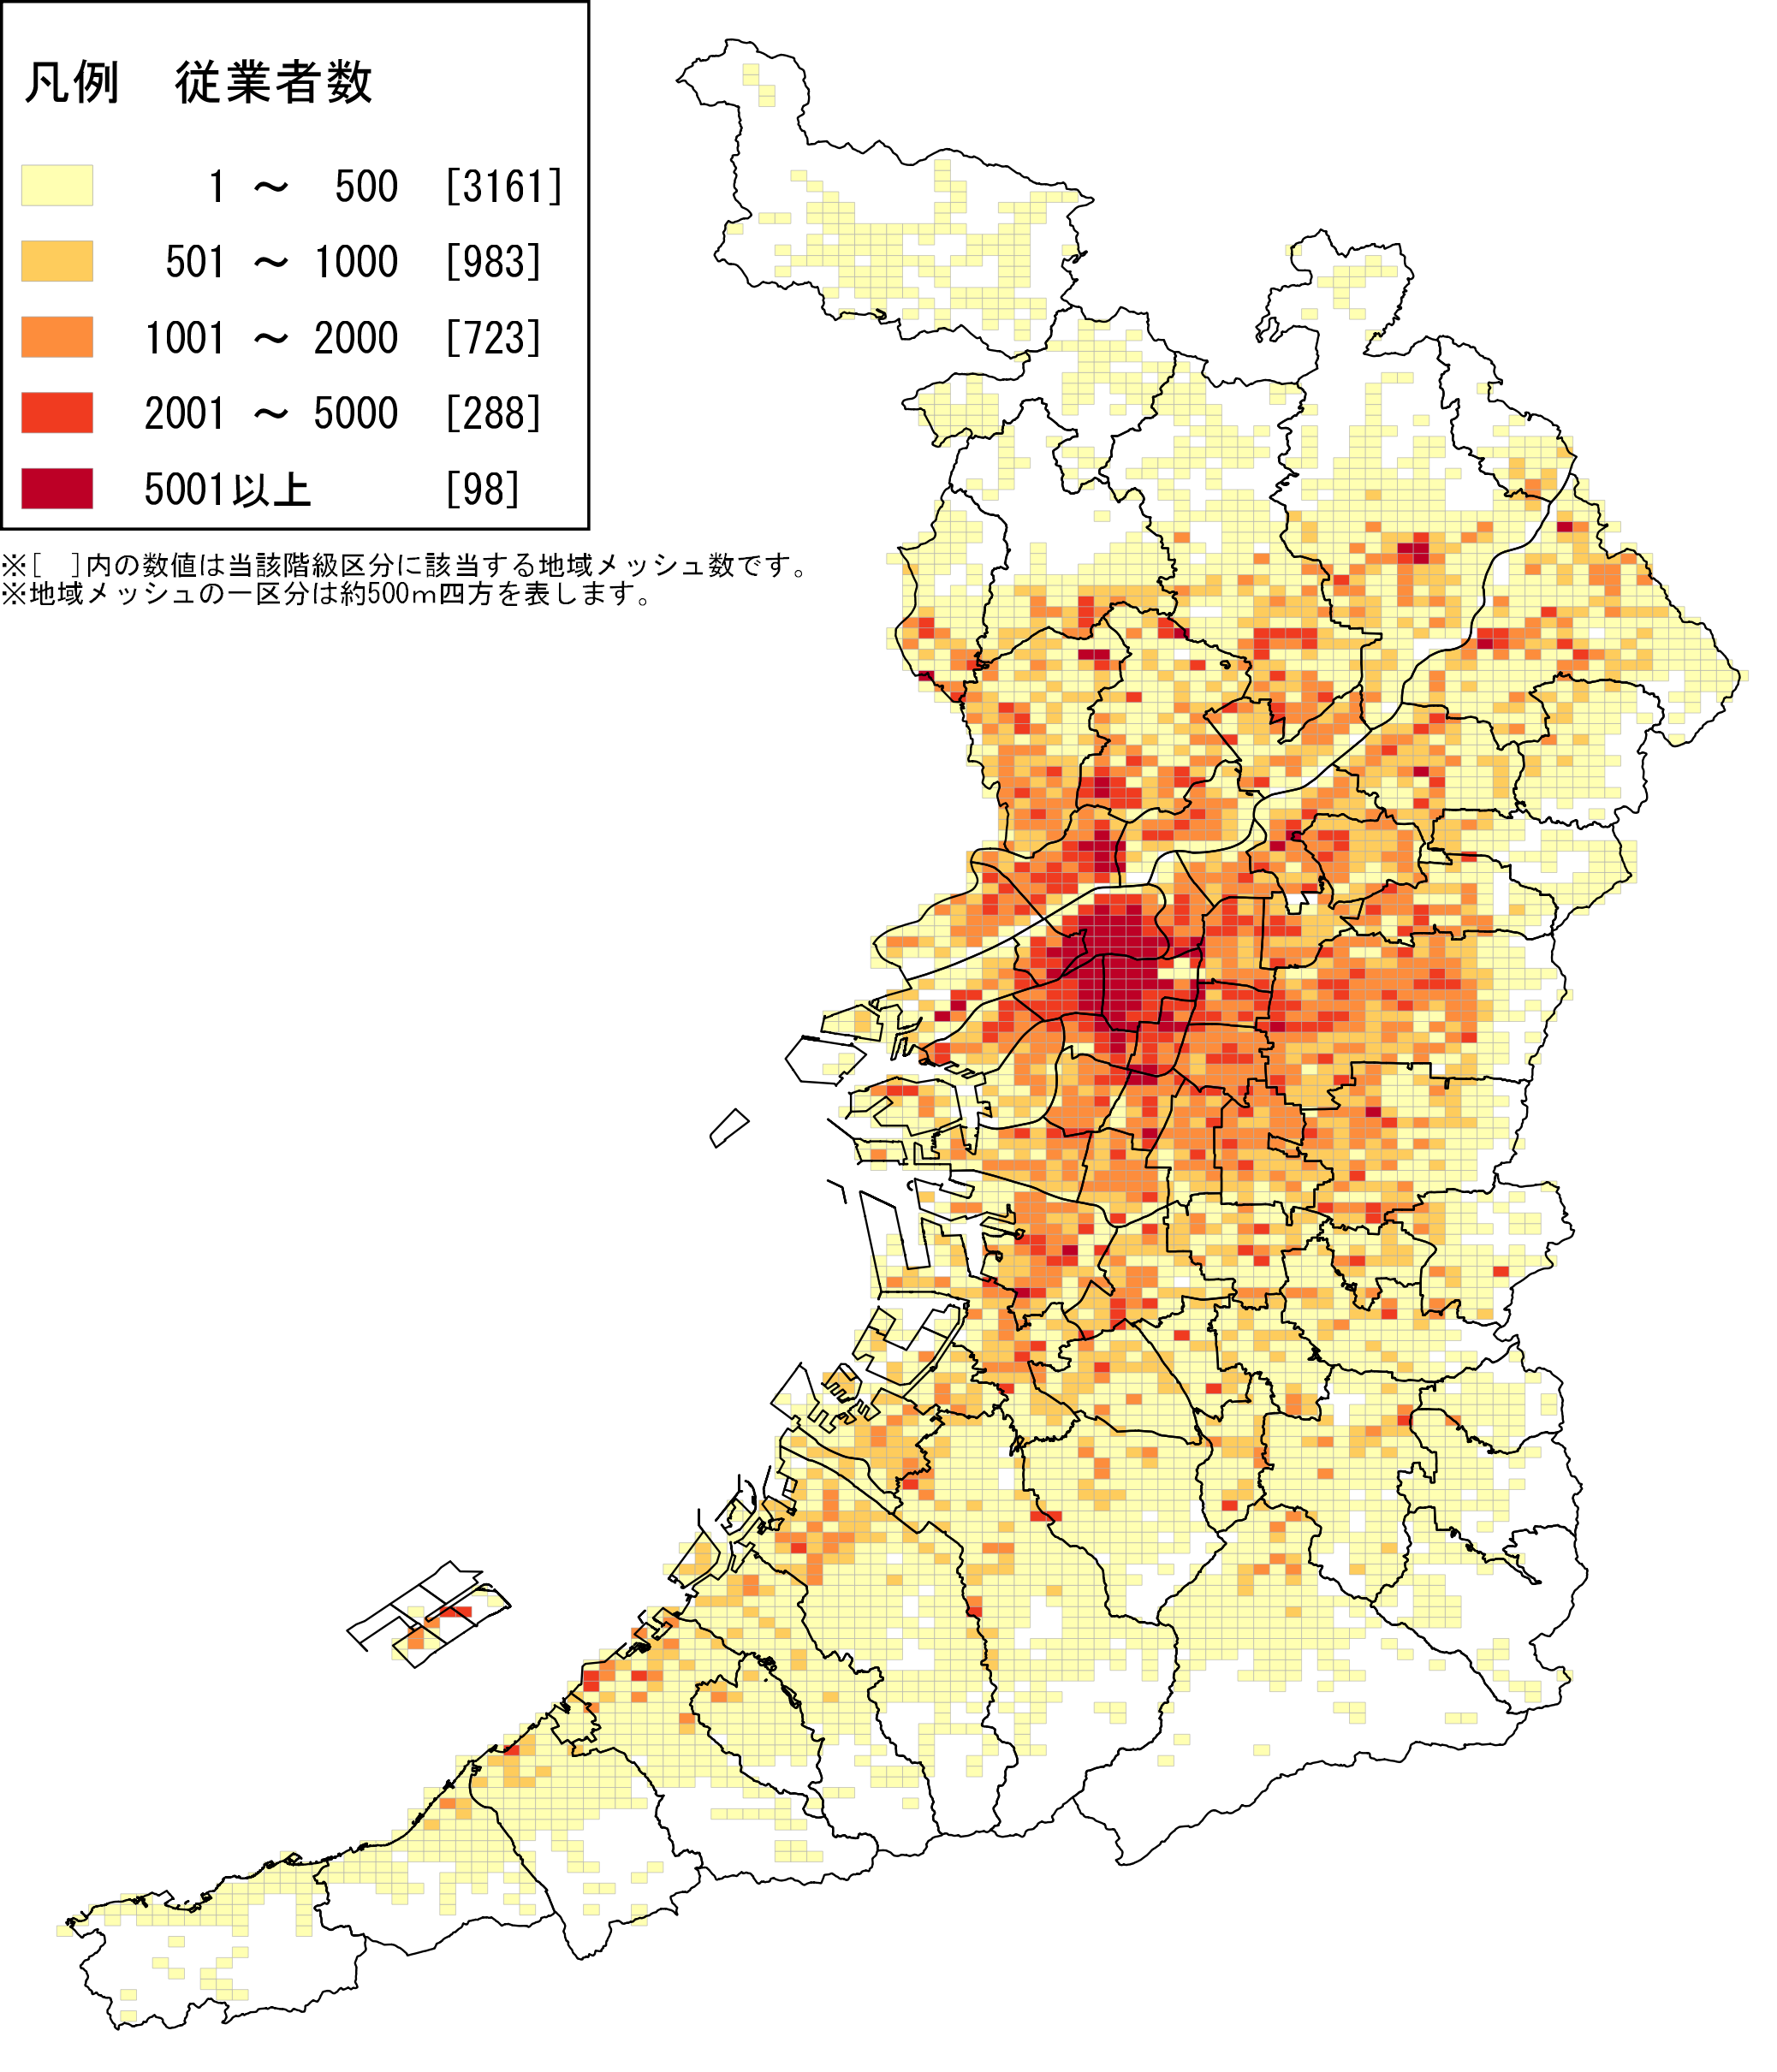 凡例　従業者数
1 ～ 500 [3161]
501 ～ 1000 [983]
1001 ～ 2000 [723]
2001 ～ 5000 [288]
5001以上 [98]
※[　]内の数値は当該階級区分に該当する地域メッシュ数です。
※地域メッシュの一区分は約500ｍ四方を表します。